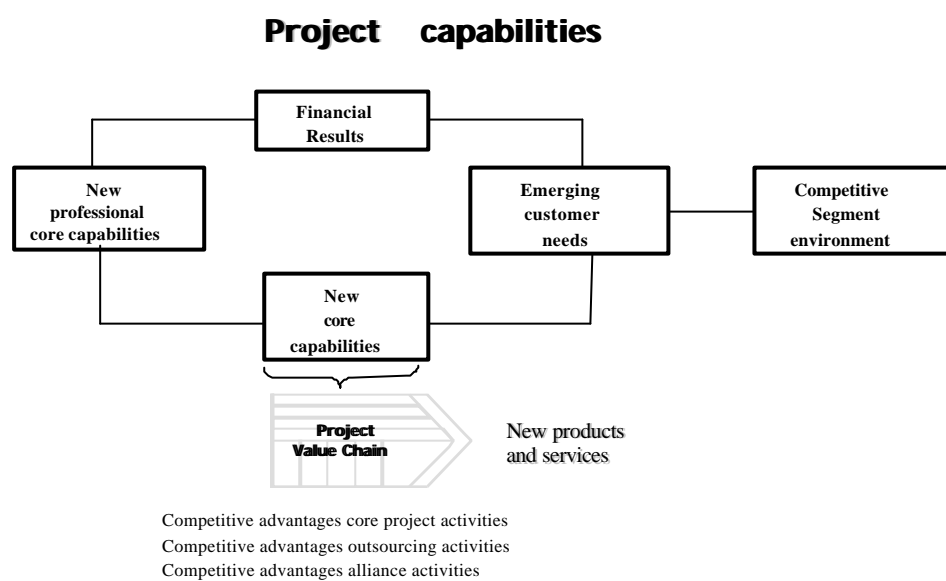 Project capabilities
Financial
Results
New
professional
core capabilities
Emerging
customer
needs
Competitive
Segment
environment
New
core
capabilities
Project
Value Chain
New products
and services
Competitive advantages core project activities
Competitive advantages outsourcing activities
Competitive advantages alliance activities